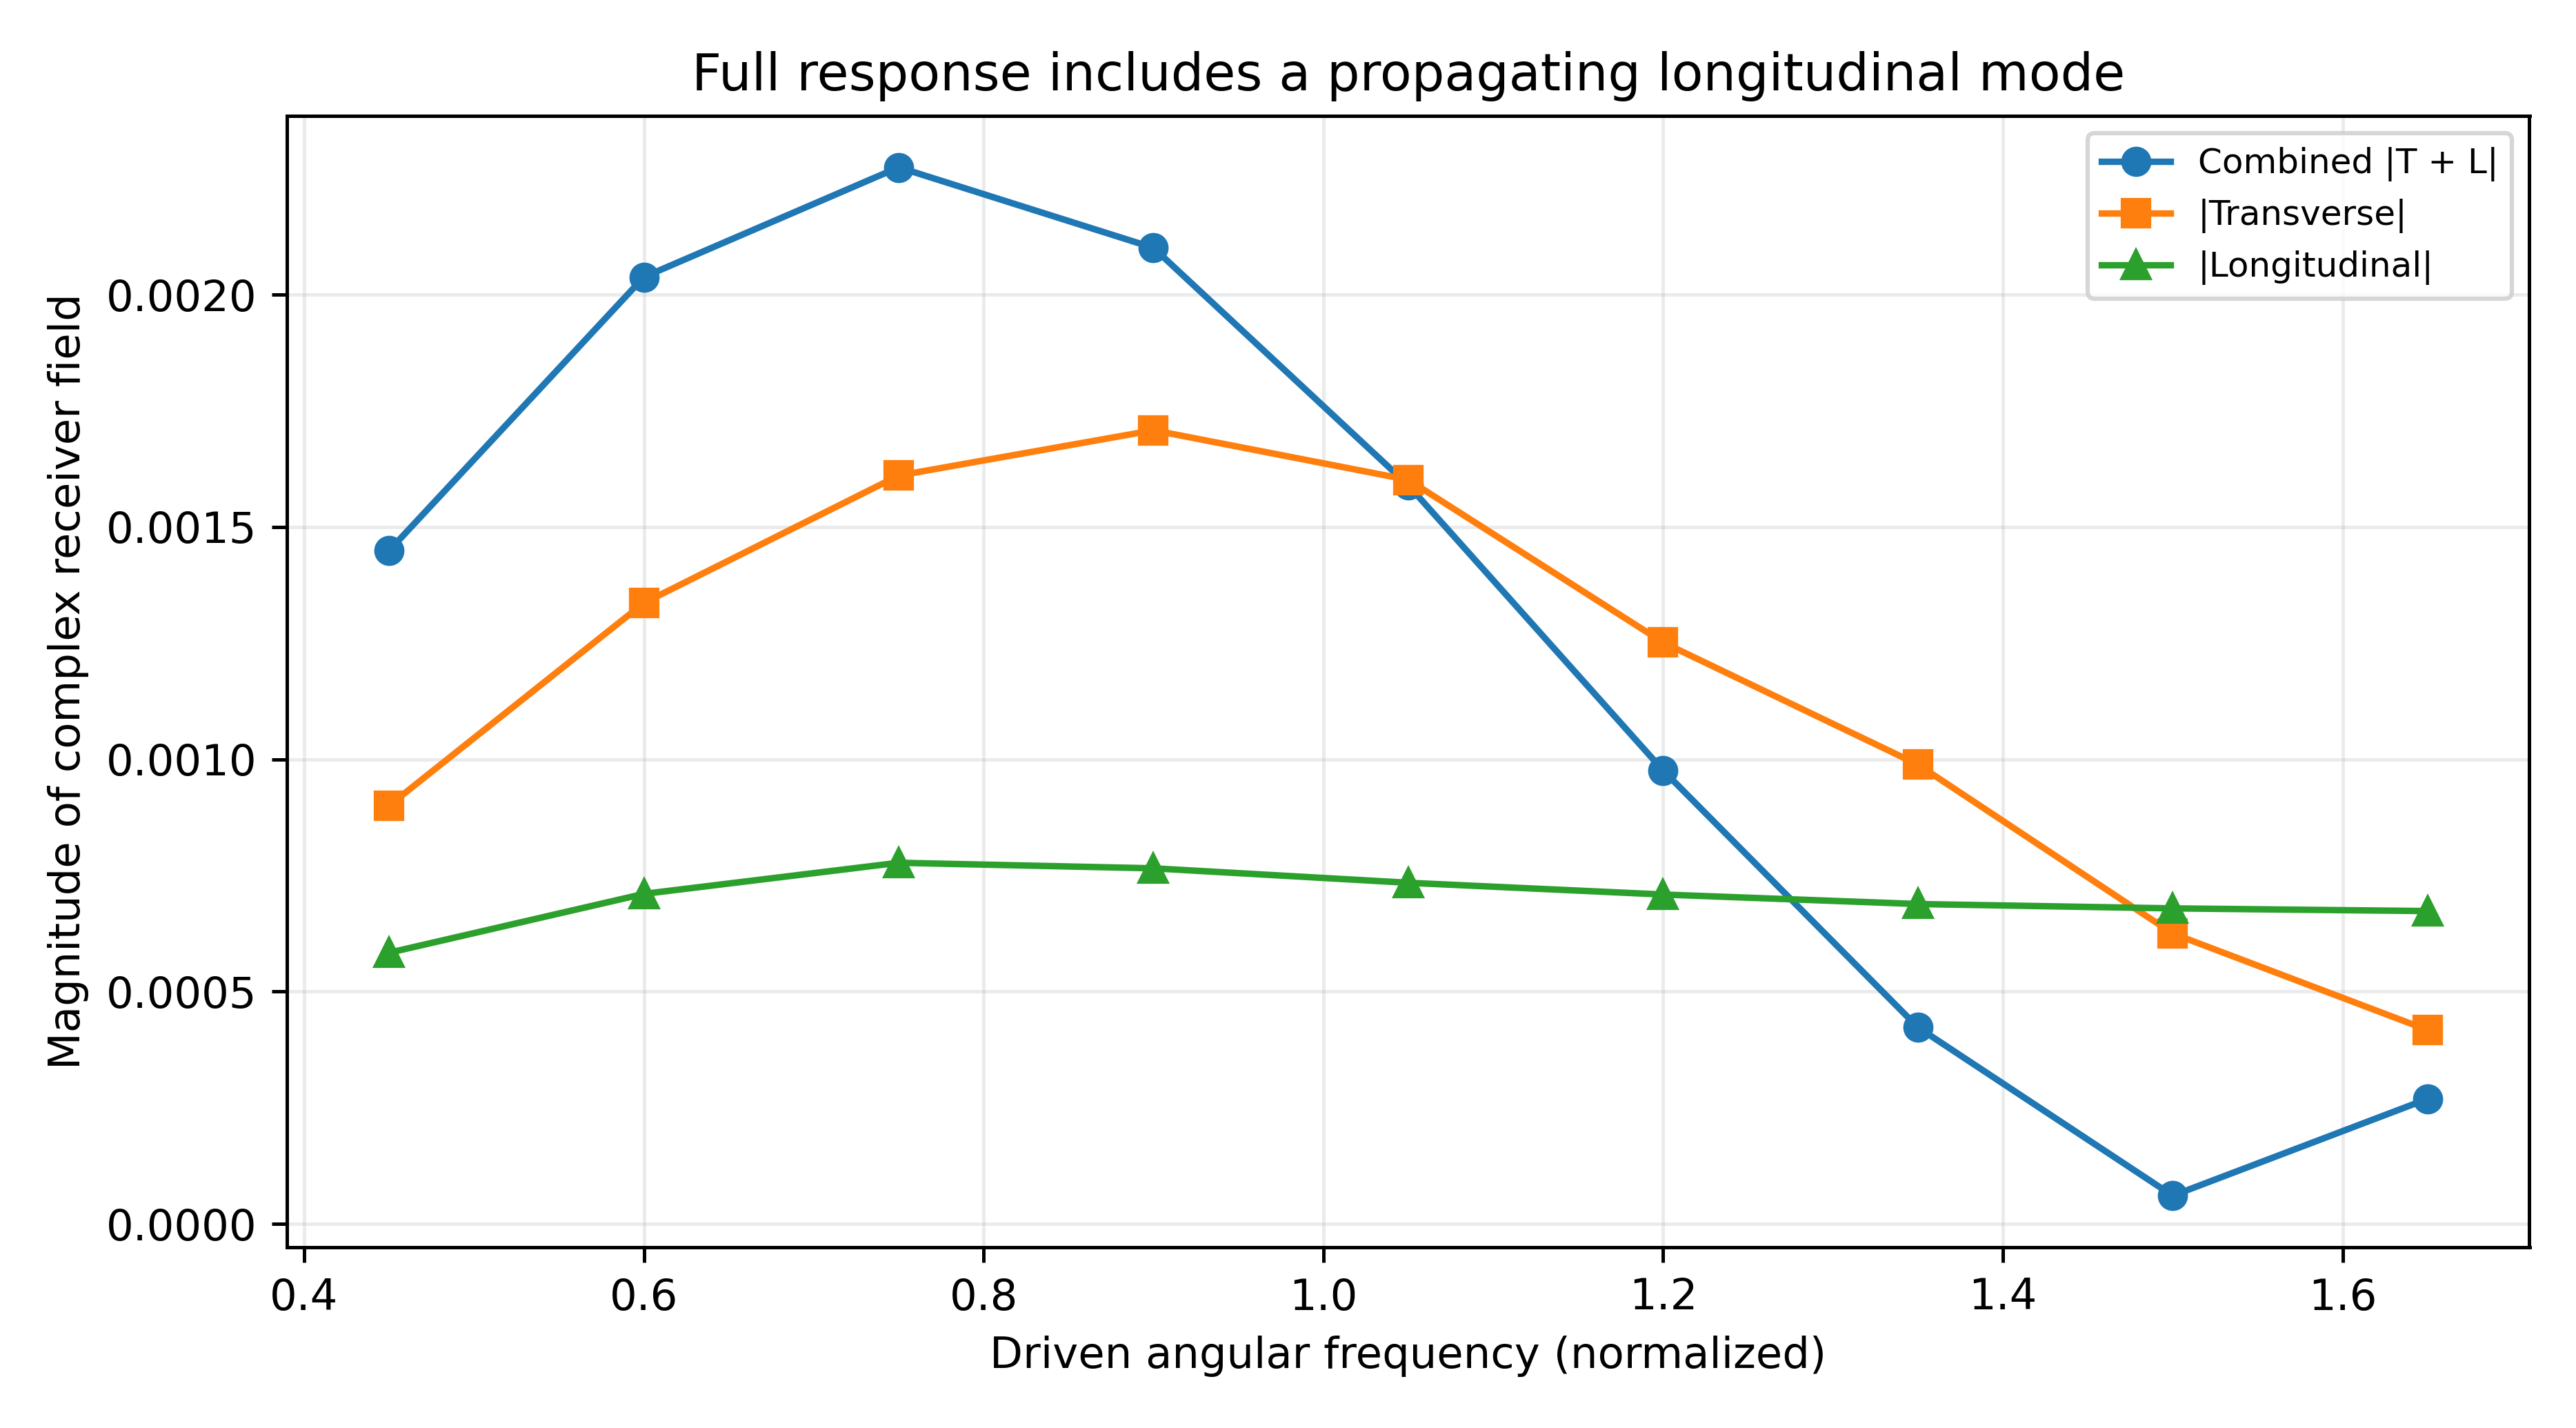 Full response includes a propagating longitudinal mode
Combined |T + L|
|Transverse|
|Longitudinal|
Magnitude of complex receiver field
0.0020
0.0015
0.0010
0.0005
0.0000
0.4 0.6 0.8 1.0 1.2 1.4 1.6
Driven angular frequency (normalized)